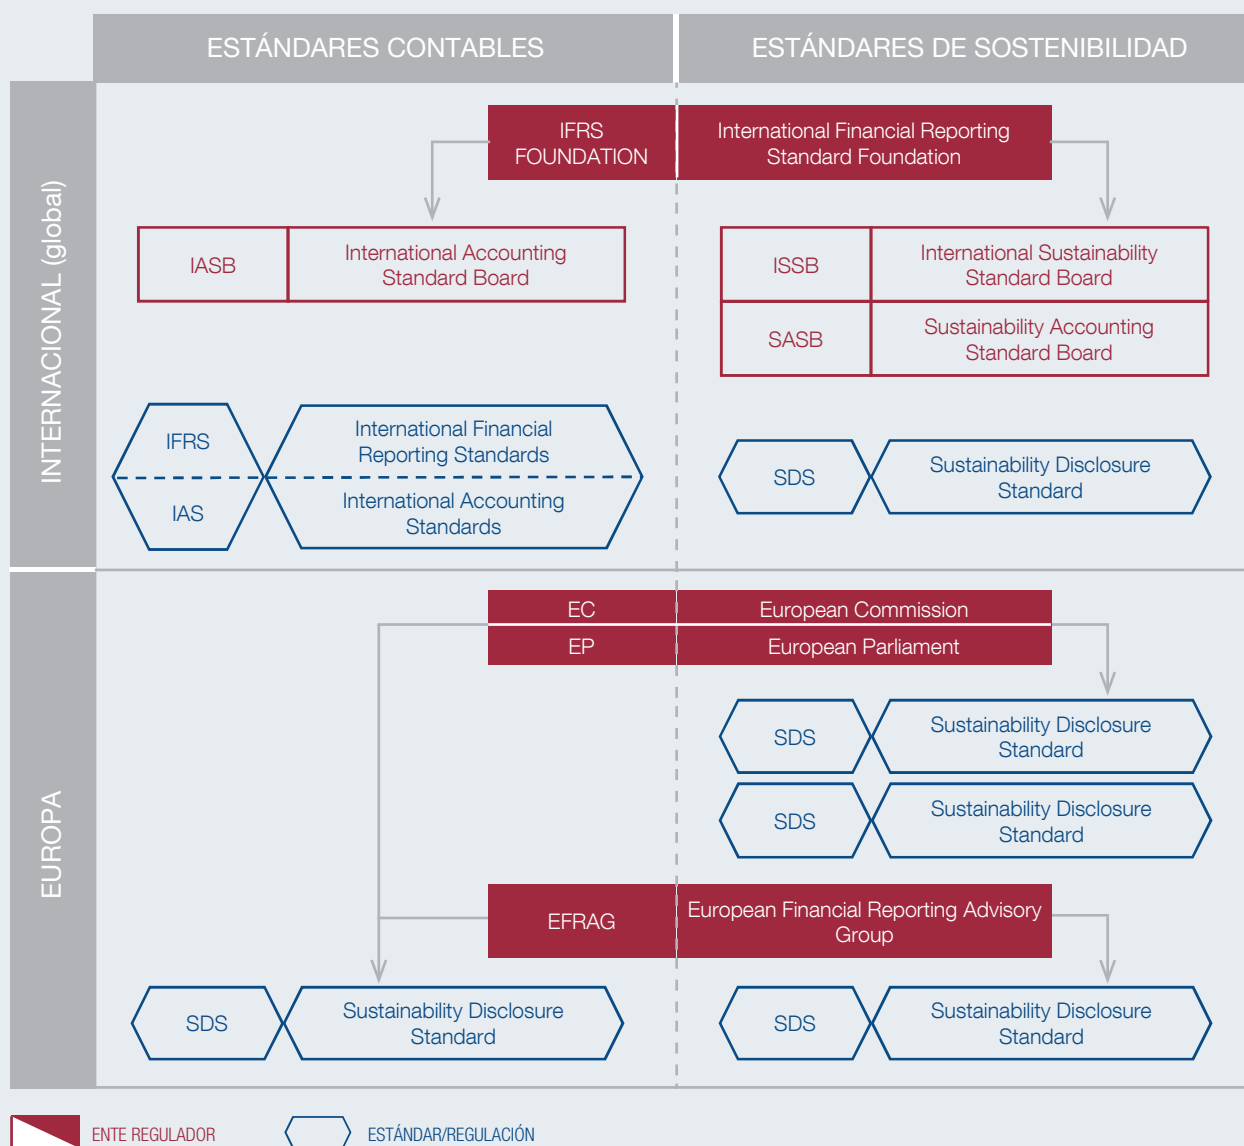 ESTÁNDARES CONTABLES
ESTÁNDARES DE SOSTENIBILIDAD
INTERNACIONAL (global)
IFRS
FOUNDATION
International Financial Reporting
Standard Foundation
IASB
International Accounting
Standard Board
ISSB
International Sustainability
Standard Board
SASB
Sustainability Accounting
Standard Board
IFRS
International Financial
Reporting Standards
IAS
International Accounting
Standards
SDS
Sustainability Disclosure
Standard
EUROPA
EC
European Commission
EP
European Parliament
SDS
Sustainability Disclosure
Standard
SDS
Sustainability Disclosure
Standard
EFRAG
European Financial Reporting Advisory
Group
SDS
Sustainability Disclosure
Standard
SDS
Sustainability Disclosure
Standard
ENTE REGULADOR
ESTÁNDAR/REGULACIÓN